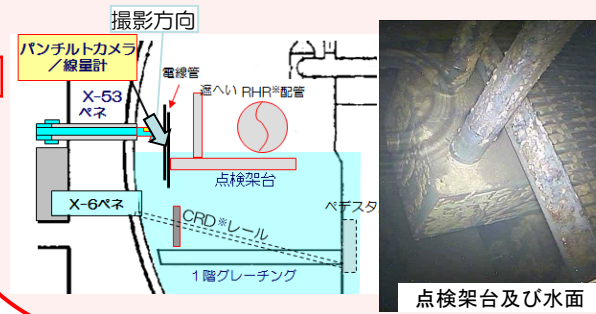 撮影方向
パンチルトカメラ
／線量計
電線管
X-53
ペネ
遮へい
RHR※配管
点検架台
X-6ペネ
CRD※レール
ペデスタ
1階グレーチング
点検架台及び水面